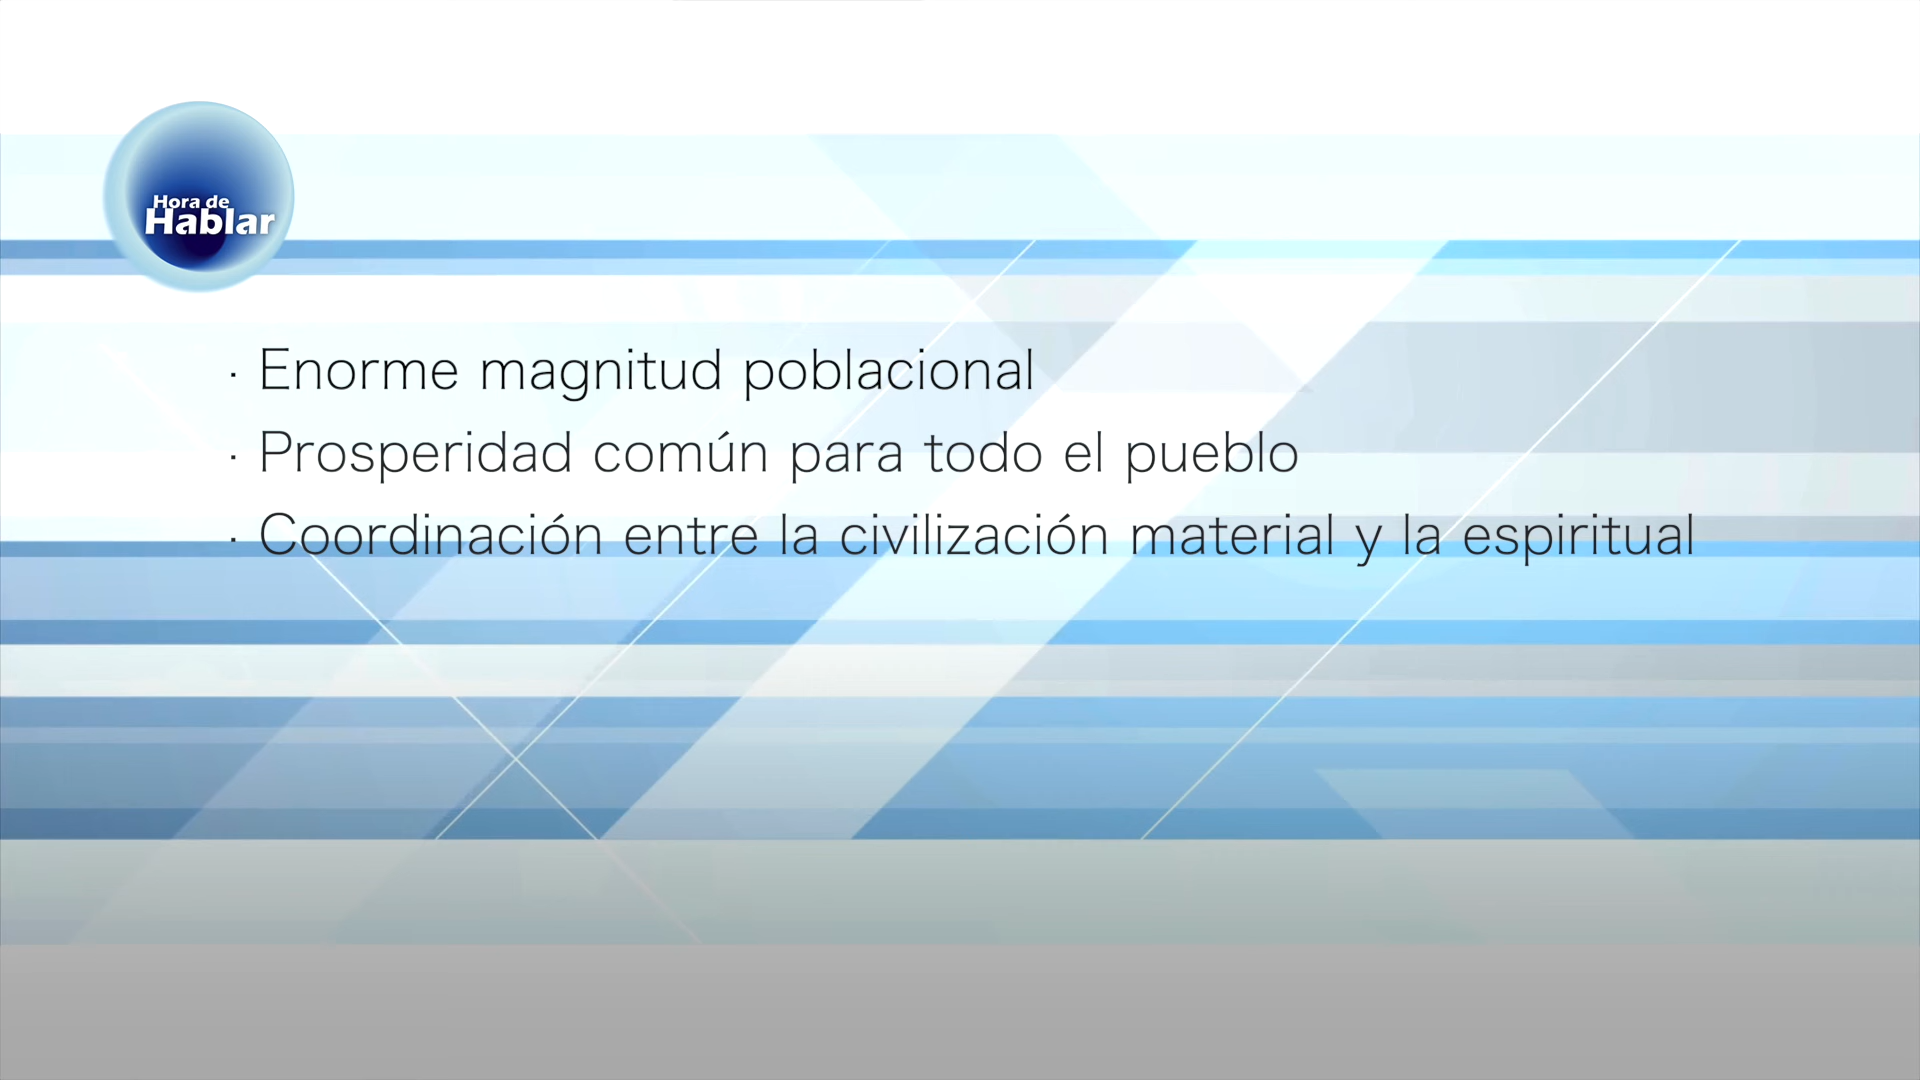 Hora de
Hablar
· Enorme magnitud poblacional
· Prosperidad común para todo el pueblo
· Coordinación entre la civilización material y la espiritual